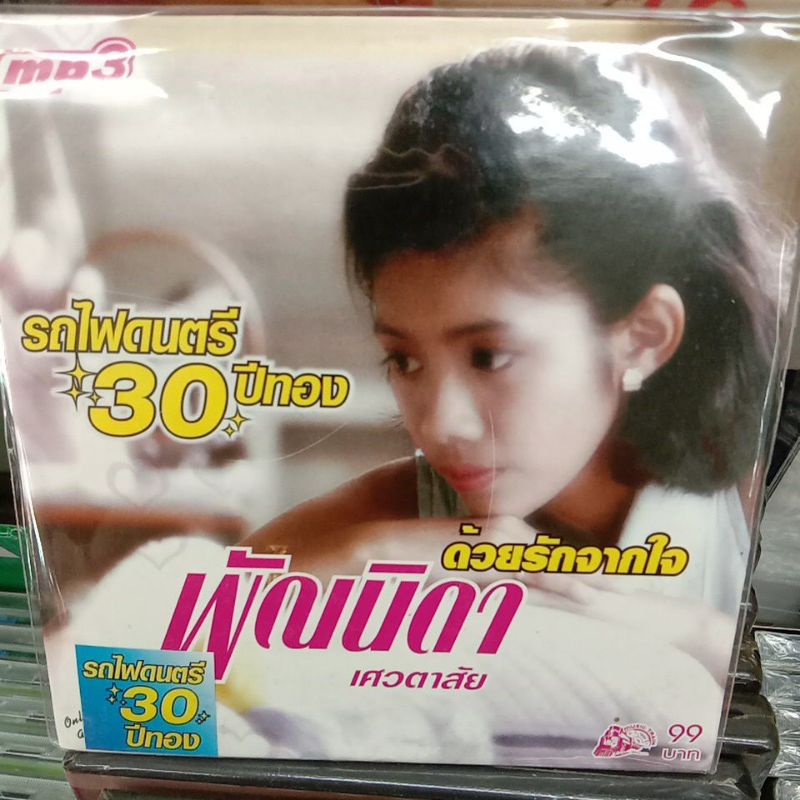 mp3
รถไฟดนตรี
30 ปีทอง
ด้วยรักจากใจ
พัณนิดา
เศวตาสัย
รถไฟดนตรี
30
ปีทอง
MUSIC TRAIN
99
บาท